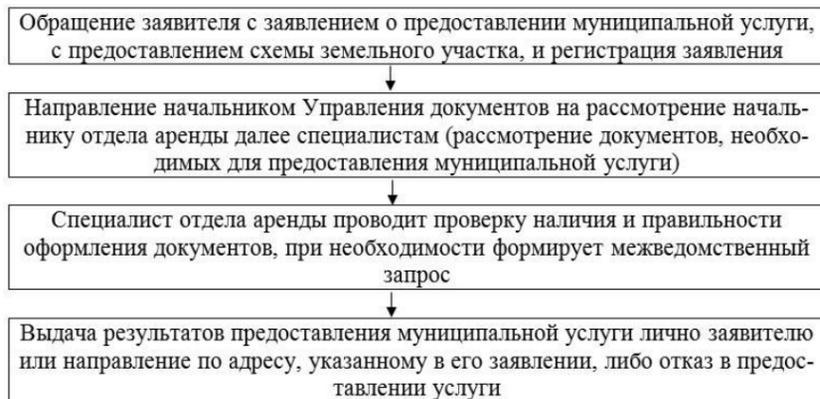 Обращение заявителя с заявлением о предоставлении муниципальной услуги,
с предоставлением схемы земельного участка, и регистрация заявления
Направление начальником Управления документов на рассмотрение началь-
нику отдела аренды далее специалистам (рассмотрение документов, необхо-
димых для предоставления муниципальной услуги)
Специалист отдела аренды проводит проверку наличия и правильности
оформления документов, при необходимости формирует межведомственный
запрос
Выдача результатов предоставления муниципальной услуги лично заявителю
или направление по адресу, указанному в его заявлении, либо отказ в предос-
тавлении услуги